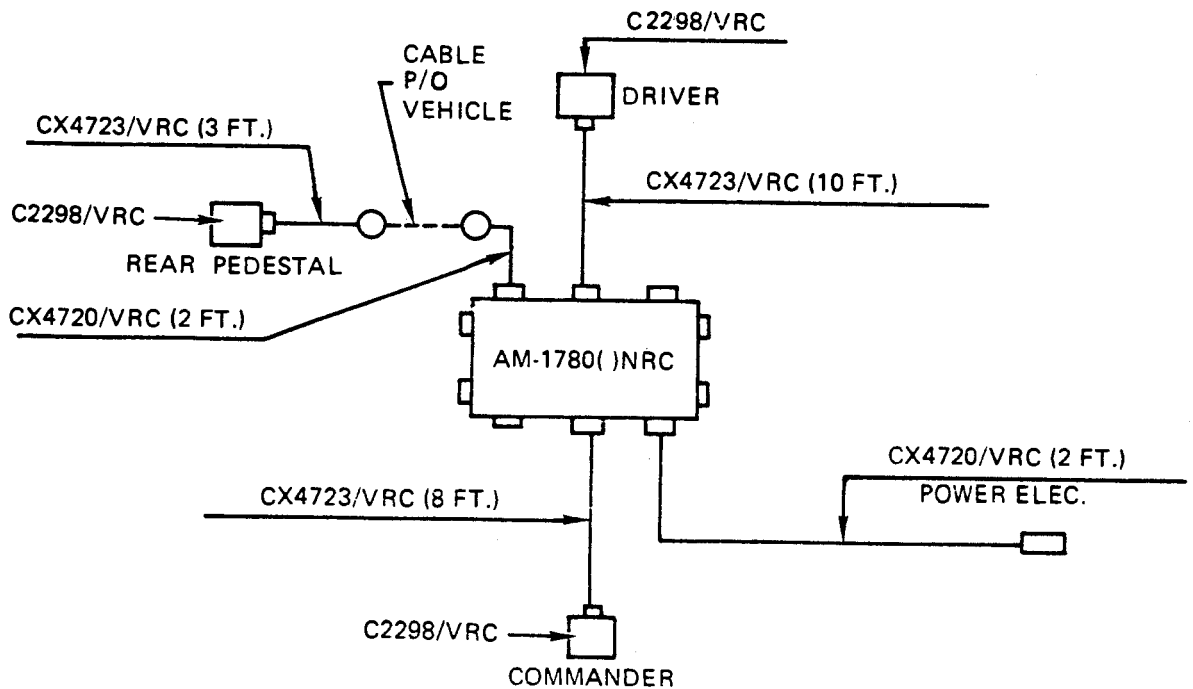 C2298/VRC
CABLE
P/O
VEHICLE
DRIVER
CX4723/VRC (3 FT.)
CX4723/VRC (10 FT.)
C2298/VRC
REAR PEDESTAL
CX4720/VRC (2 FT.)
AM-1780( )NRC
CX4720/VRC (2 FT.)
POWER ELEC.
CX4723/VRC (8 FT.)
C2298/VRC
COMMANDER